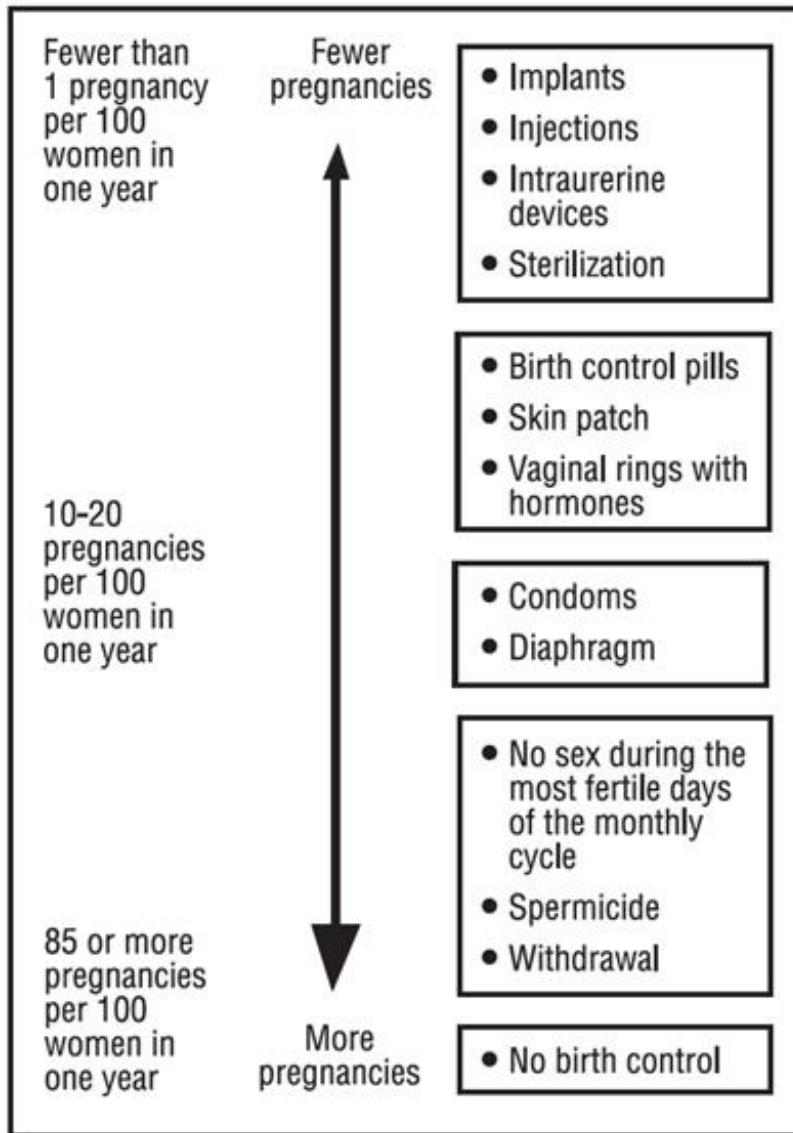 Fewer than
1 pregnancy
per 100
women in
one year
Fewer
pregnancies
• Implants
• Injections
• Intraurerine
devices
• Sterilization
• Birth control pills
• Skin patch
• Vaginal rings with
hormones
10-20
pregnancies
per 100
women in
one year
• Condoms
• Diaphragm
• No sex during the
most fertile days
of the monthly
cycle
• Spermicide
• Withdrawal
85 or more
pregnancies
per 100
women in
one year
More
pregnancies
• No birth control